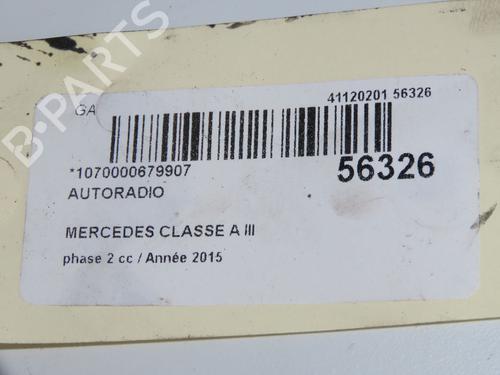 B-PARTS
GA
41120201 56326
*1070000679907
56326
AUTORADIO
MERCEDES CLASSE A III
phase 2 cc / Année 2015